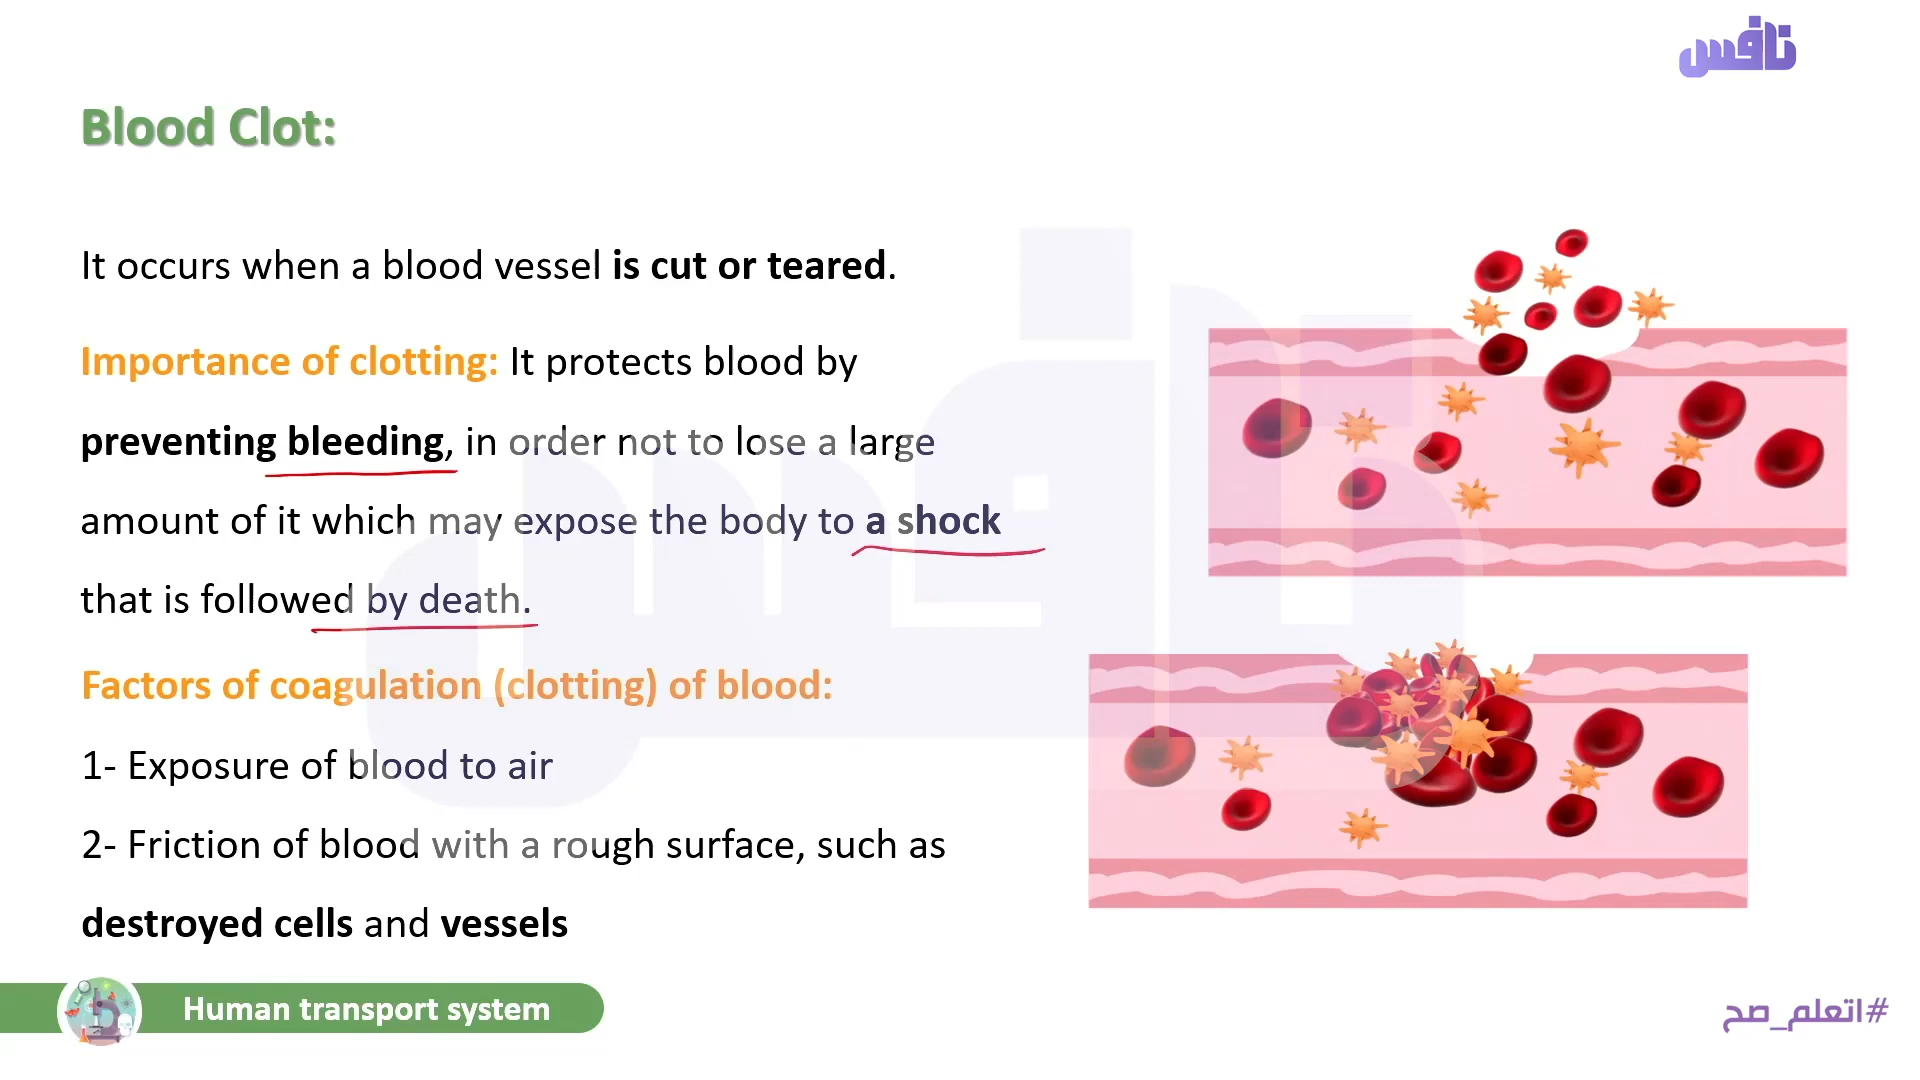 نافس
Blood Clot:
It occurs when a blood vessel is cut or teared.
Importance of clotting: It protects blood by
preventing bleeding, in order not to lose a large
amount of it which may expose the body to a shock
that is followed by death.
Factors of coagulation (clotting) of blood:
1- Exposure of blood to air
2- Friction of blood with a rough surface, such as
destroyed cells and vessels
Human transport system
#اتعلم_صح